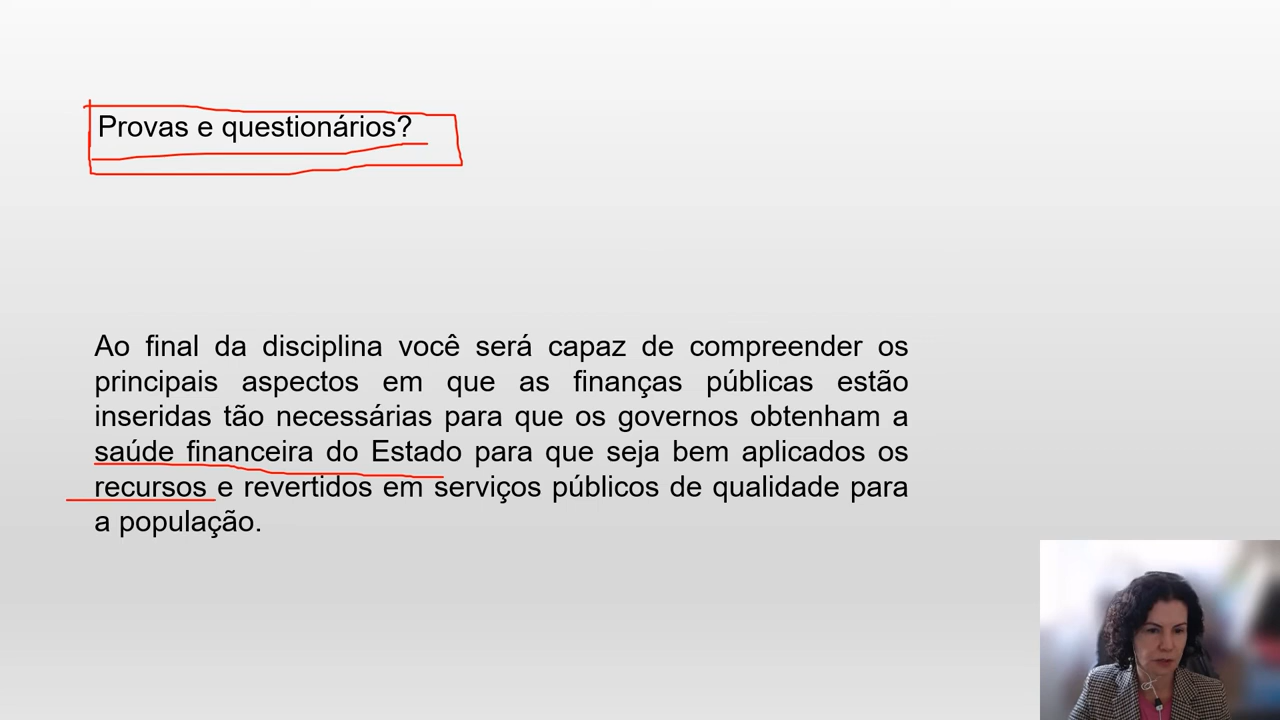 Provas e questionários?
Ao final da disciplina você será capaz de compreender os
principais aspectos em que as finanças públicas estão
inseridas tão necessárias para que os governos obtenham a
saúde financeira do Estado para que seja bem aplicados os
recursos e revertidos em serviços públicos de qualidade para
a população.